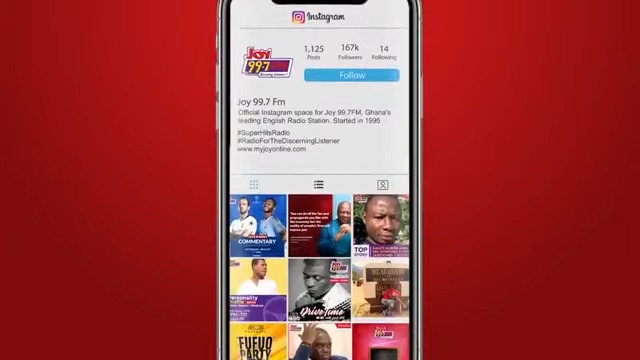 Instagram
Joy
99.7 FM
1,125
Posts
167k
Followers
14
Following
Follow
Joy 99.7 Fm
Official Instagram space for Joy 99.7FM, Ghana's
leading English Radio Station. Started in 1995
#SuperHitsRadio
#RadioForTheDiscerningListener
www.myjoyonline.com
COMMENTARY
TOP
STORY
Personality
DriveTime
FUFUO
PARTY